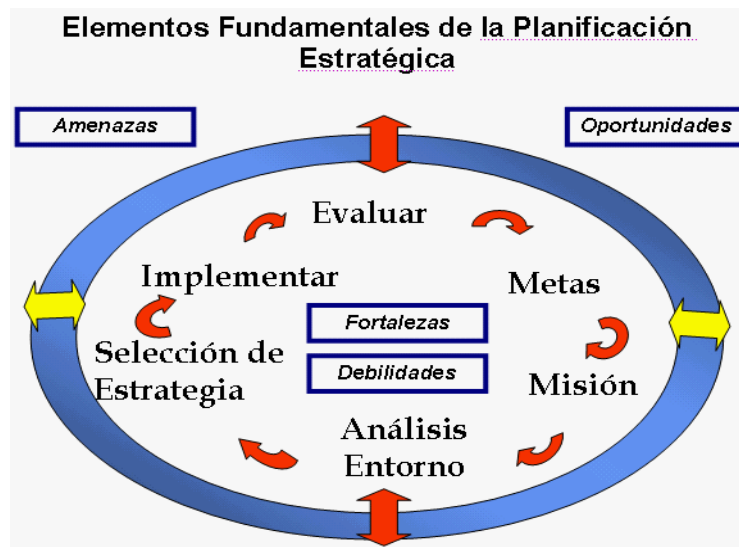 Elementos Fundamentales de la Planificación
Estratégica
Amenazas
Oportunidades
Evaluar
Implementar
Metas
Fortalezas
Selección de
Estrategia
Debilidades
Misión
Análisis
Entorno